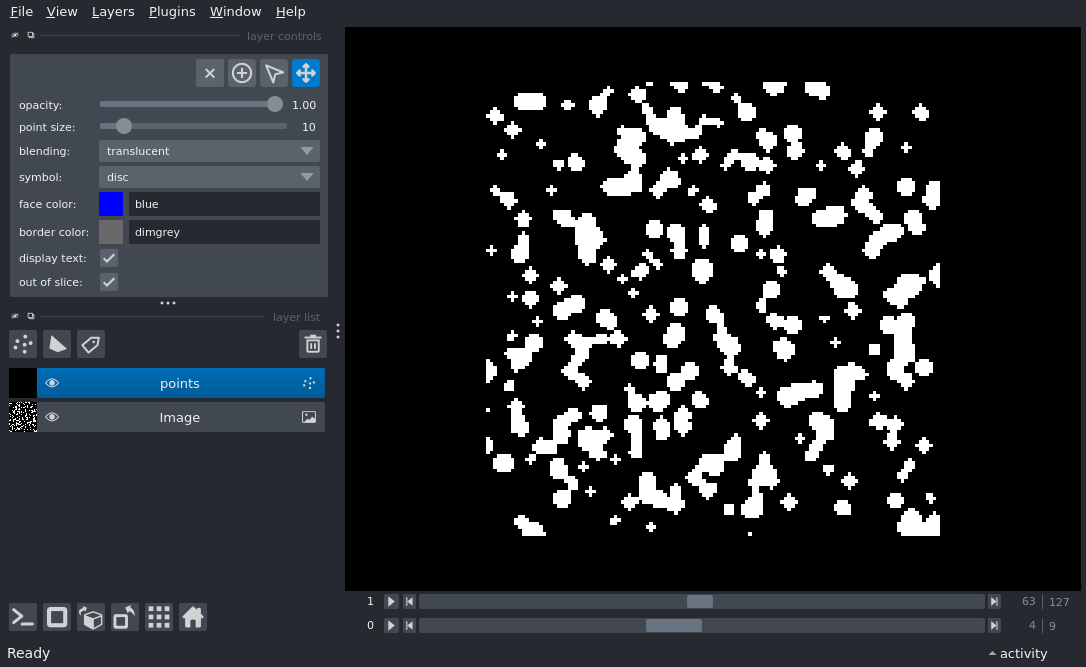 File View Layers Plugins Window Help
layer controls
opacity: 1.00
point size: 10
blending: translucent
symbol: disc
face color: blue
border color: dimgrey
display text:
out of slice:
layer list
points
Image
1 63 127
0 4 9
Ready activity